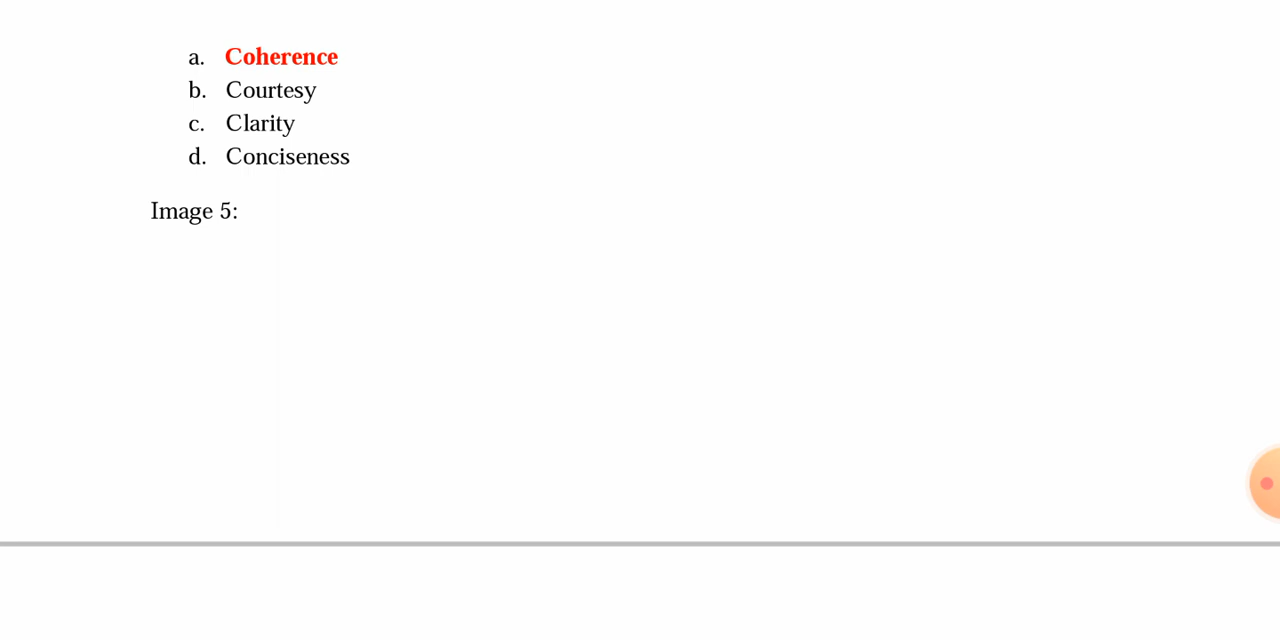 a. Coherence
b. Courtesy
c. Clarity
d. Conciseness
Image 5: